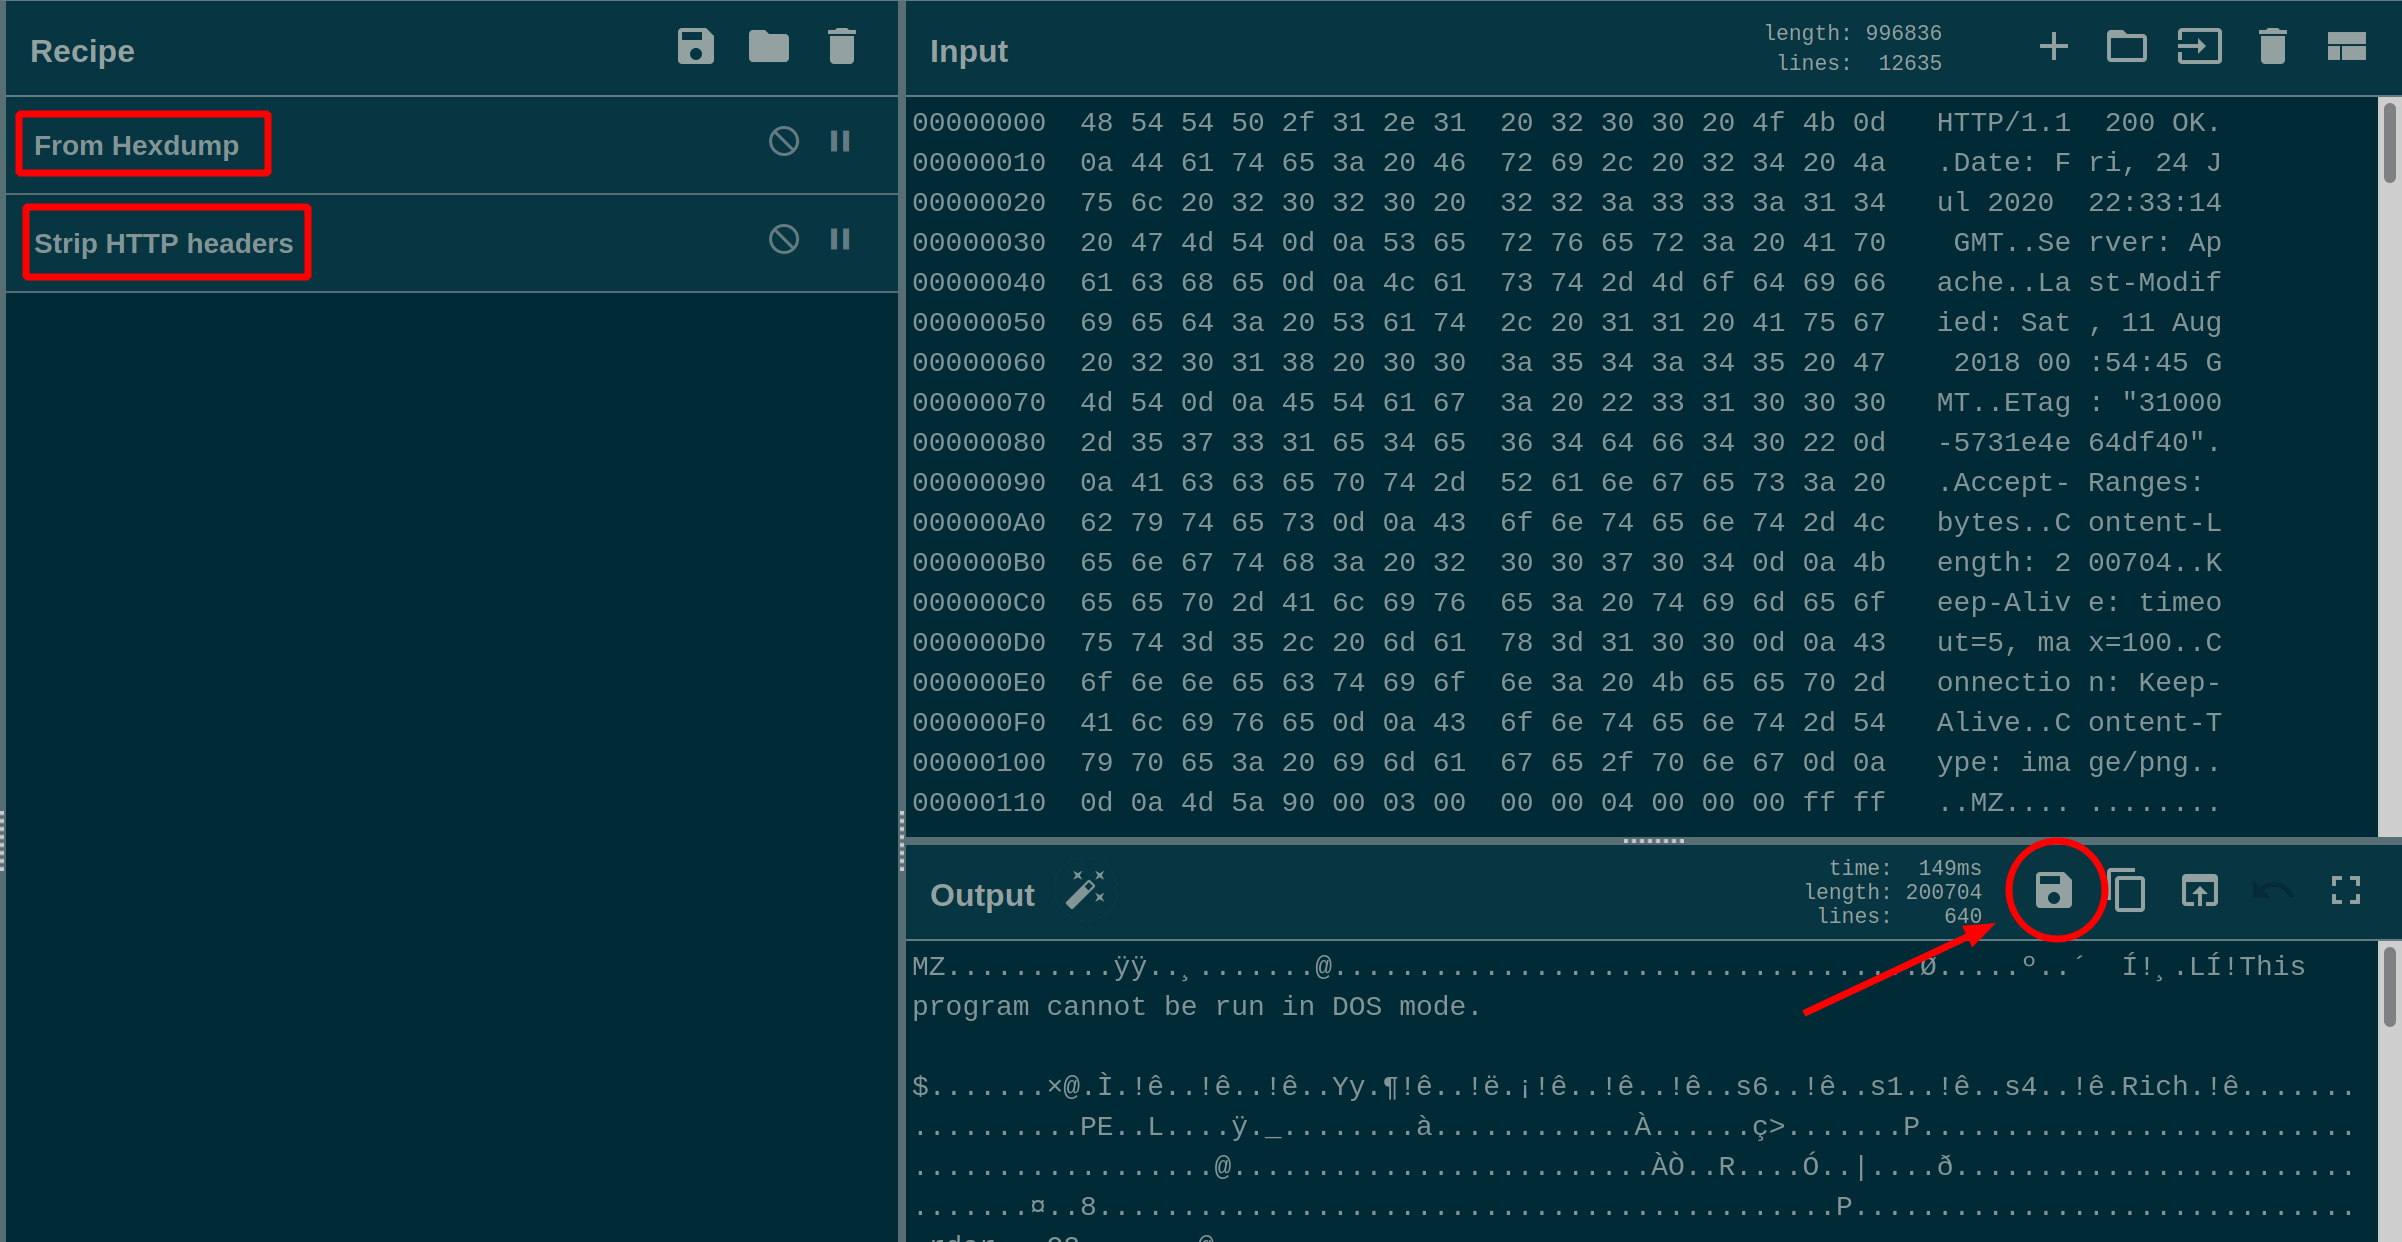 Recipe
From Hexdump
Strip HTTP headers
Input
length: 996836
lines: 12635
00000000  48 54 54 50 2f 31 2e 31  20 32 30 30 20 4f 4b 0d   HTTP/1.1  200 OK.
00000010  0a 44 61 74 65 3a 20 46  72 69 2c 20 32 34 20 4a   .Date: F ri, 24 J
00000020  75 6c 20 32 30 32 30 20  32 32 3a 33 33 3a 31 34   ul 2020  22:33:14
00000030  20 47 4d 54 0d 0a 53 65  72 76 65 72 3a 20 41 70    GMT..Se rver: Ap
00000040  61 63 68 65 0d 0a 4c 61  73 74 2d 4d 6f 64 69 66   ache..La st-Modif
00000050  69 65 64 3a 20 53 61 74  2c 20 31 31 20 41 75 67   ied: Sat , 11 Aug
00000060  20 32 30 31 38 20 30 30  3a 35 34 3a 34 35 20 47    2018 00 :54:45 G
00000070  4d 54 0d 0a 45 54 61 67  3a 20 22 33 31 30 30 30   MT..ETag : "31000
00000080  2d 35 37 33 31 65 34 65  36 34 64 66 34 30 22 0d   -5731e4e 64df40".
00000090  0a 41 63 63 65 70 74 2d  52 61 6e 67 65 73 3a 20   .Accept- Ranges:
000000A0  62 79 74 65 73 0d 0a 43  6f 6e 74 65 6e 74 2d 4c   bytes..C ontent-L
000000B0  65 6e 67 74 68 3a 20 32  30 30 37 30 34 0d 0a 4b   ength: 2 00704..K
000000C0  65 65 70 2d 41 6c 69 76  65 3a 20 74 69 6d 65 6f   eep-Aliv e: timeo
000000D0  75 74 3d 35 2c 20 6d 61  78 3d 31 30 30 0d 0a 43   ut=5, ma x=100..C
000000E0  6f 6e 6e 65 63 74 69 6f  6e 3a 20 4b 65 65 70 2d   onnectio n: Keep-
000000F0  41 6c 69 76 65 0d 0a 43  6f 6e 74 65 6e 74 2d 54   Alive..C ontent-T
00000100  79 70 65 3a 20 69 6d 61  67 65 2f 70 6e 67 0d 0a   ype: ima ge/png..
00000110  0d 0a 4d 5a 90 00 03 00  00 00 04 00 00 00 ff ff   ..MZ.... ........
Output
time: 149ms
length: 200704
lines: 640
MZ..........ÿÿ..¸.......@...................................Ø.....º..´  Í!¸.LÍ!This
program cannot be run in DOS mode.
$.......×@.Ì.!ê..!ê..!ê..Yy.¶!ê..!ë.¡!ê..!ê..!ê..s6..!ê..s1..!ê..s4..!ê.Rich.!ê.......
..........PE..L....ÿ._........à............À......ç>.......P..........................
..................@.........................ÀÒ..R....Ó..|....ð........................
.......¤..8............................................P..............................